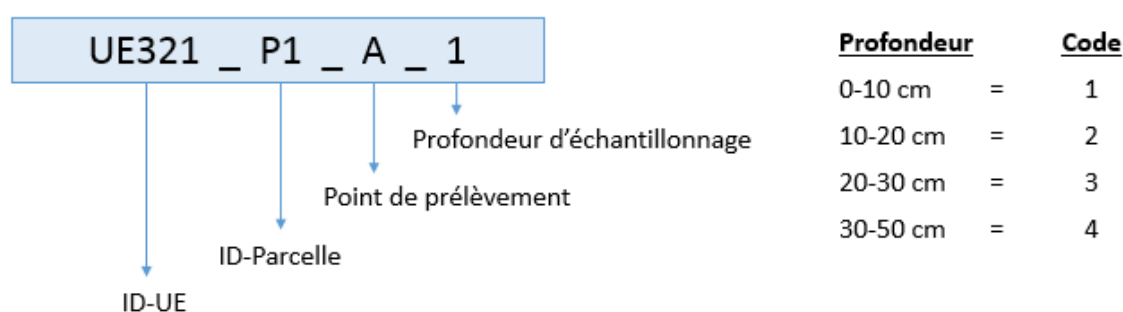 UE321 _ P1 _ A _ 1
Profondeur d'échantillonnage
Point de prélèvement
ID-Parcelle
ID-UE
Profondeur Code
0-10 cm = 1
10-20 cm = 2
20-30 cm = 3
30-50 cm = 4